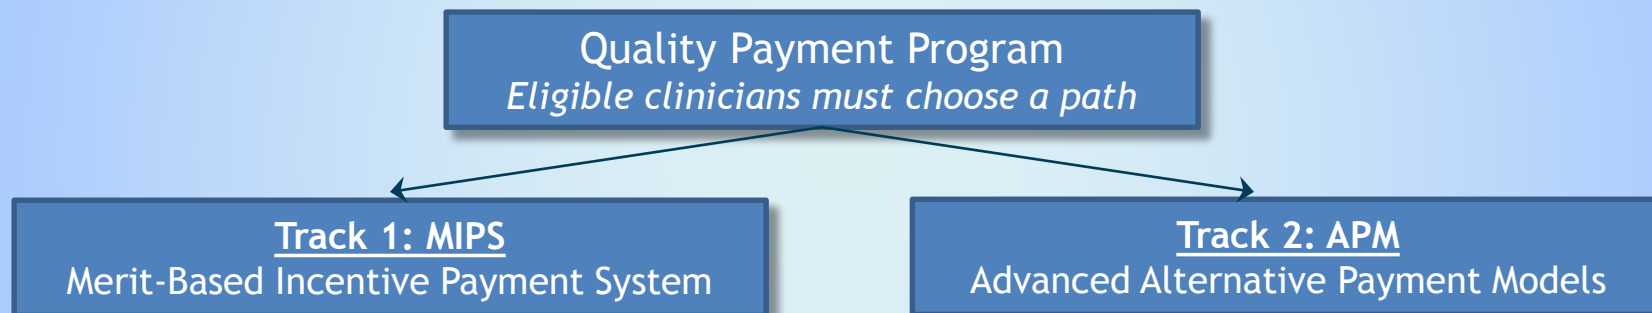 Quality Payment Program
Eligible clinicians must choose a path
Track 1: MIPS
Merit-Based Incentive Payment System
Track 2: APM
Advanced Alternative Payment Models